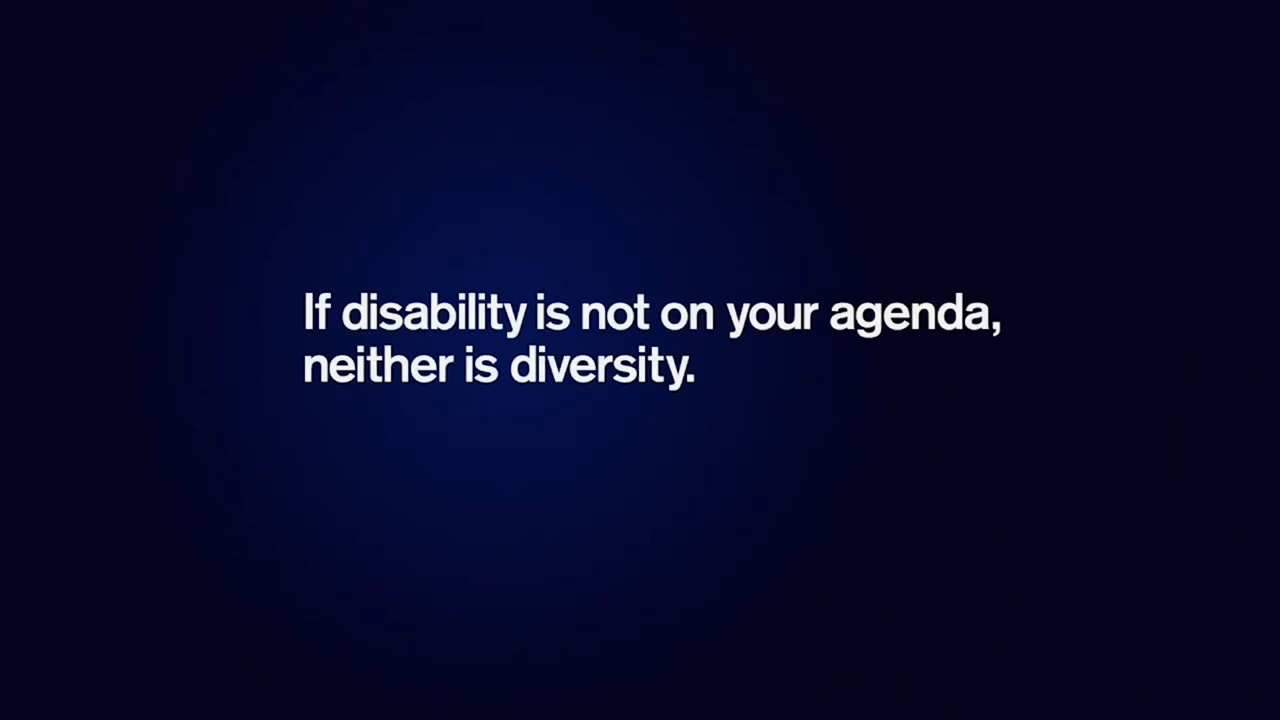 If disability is not on your agenda,
neither is diversity.